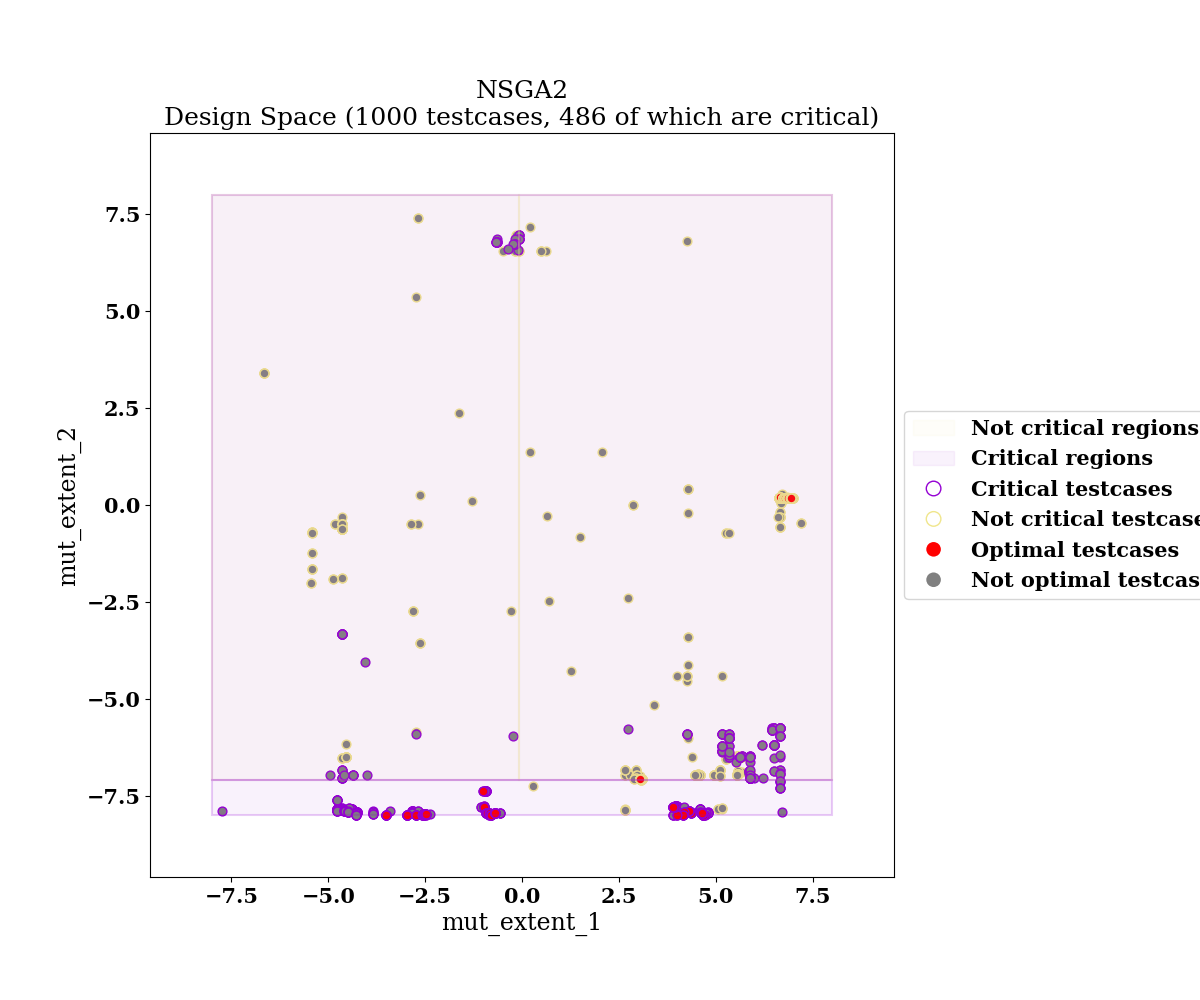 NSGA2
Design Space (1000 testcases, 486 of which are critical)
7.5
5.0
2.5
0.0
−2.5
−5.0
−7.5
mut_extent_2
−7.5 −5.0 −2.5 0.0 2.5 5.0 7.5
mut_extent_1
Not critical regions
Critical regions
Critical testcases
Not critical testcase
Optimal testcases
Not optimal testcas